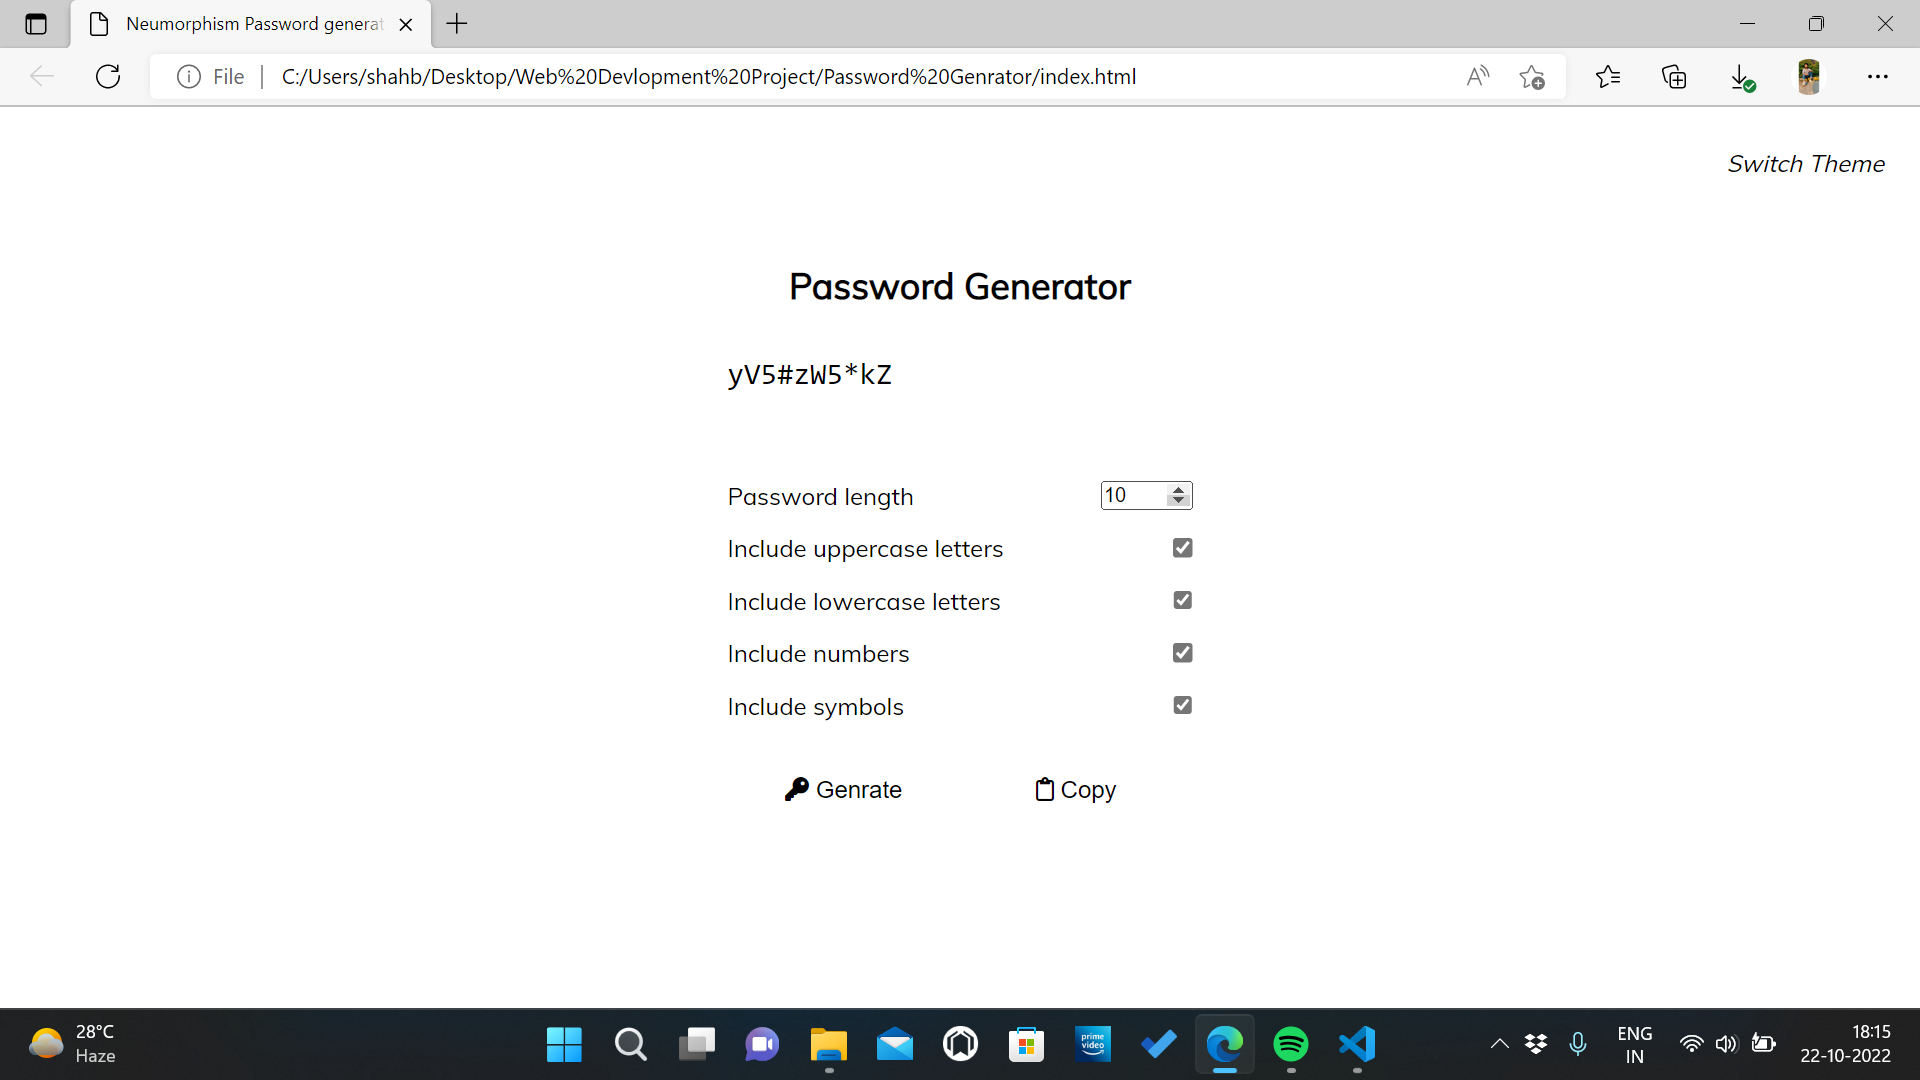 Neumorphism Password generat
File
C:/Users/shahb/Desktop/Web%20Devlopment%20Project/Password%20Genrator/index.html
Switch Theme
Password Generator
yV5#zW5*kZ
Password length 10
Include uppercase letters
Include lowercase letters
Include numbers
Include symbols
Genrate Copy
28°C
Haze
prime
video
ENG
IN
18:15
22-10-2022